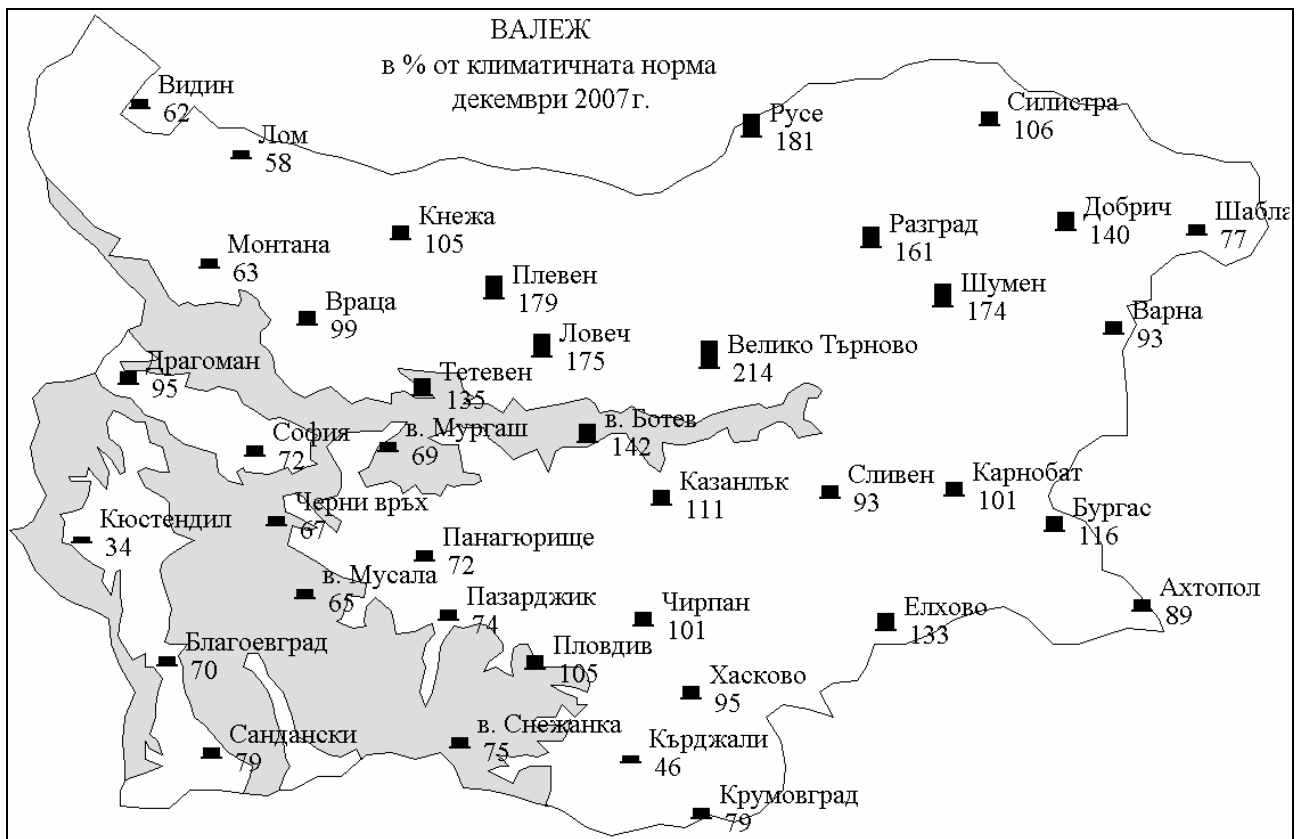 ВАЛЕЖ
в % от климатичната норма
декември 2007г.
Видин
62
Лом
58
Русе
181
Силистра
106
Кнежа
105
Монтана
63
Плевен
179
Враца
99
Ловеч
175
Разград
161
Добрич
140
Шабла
77
Шумен
174
Варна
93
Велико Търново
214
Драгоман
95
Тетевен
135
София
72
в. Мургаш
69
в. Ботев
142
Казанлък
111
Сливен
93
Карнобат
101
Бургас
116
Черни връх
67
Кюстендил
34
Панагюрище
72
в. Мусала
65
Пазарджик
74
Чирпан
101
Елхово
133
Ахтопол
89
Благоевград
70
Пловдив
105
Хасково
95
Сандански
79
в. Снежанка
75
Кърджали
46
Крумовград
79